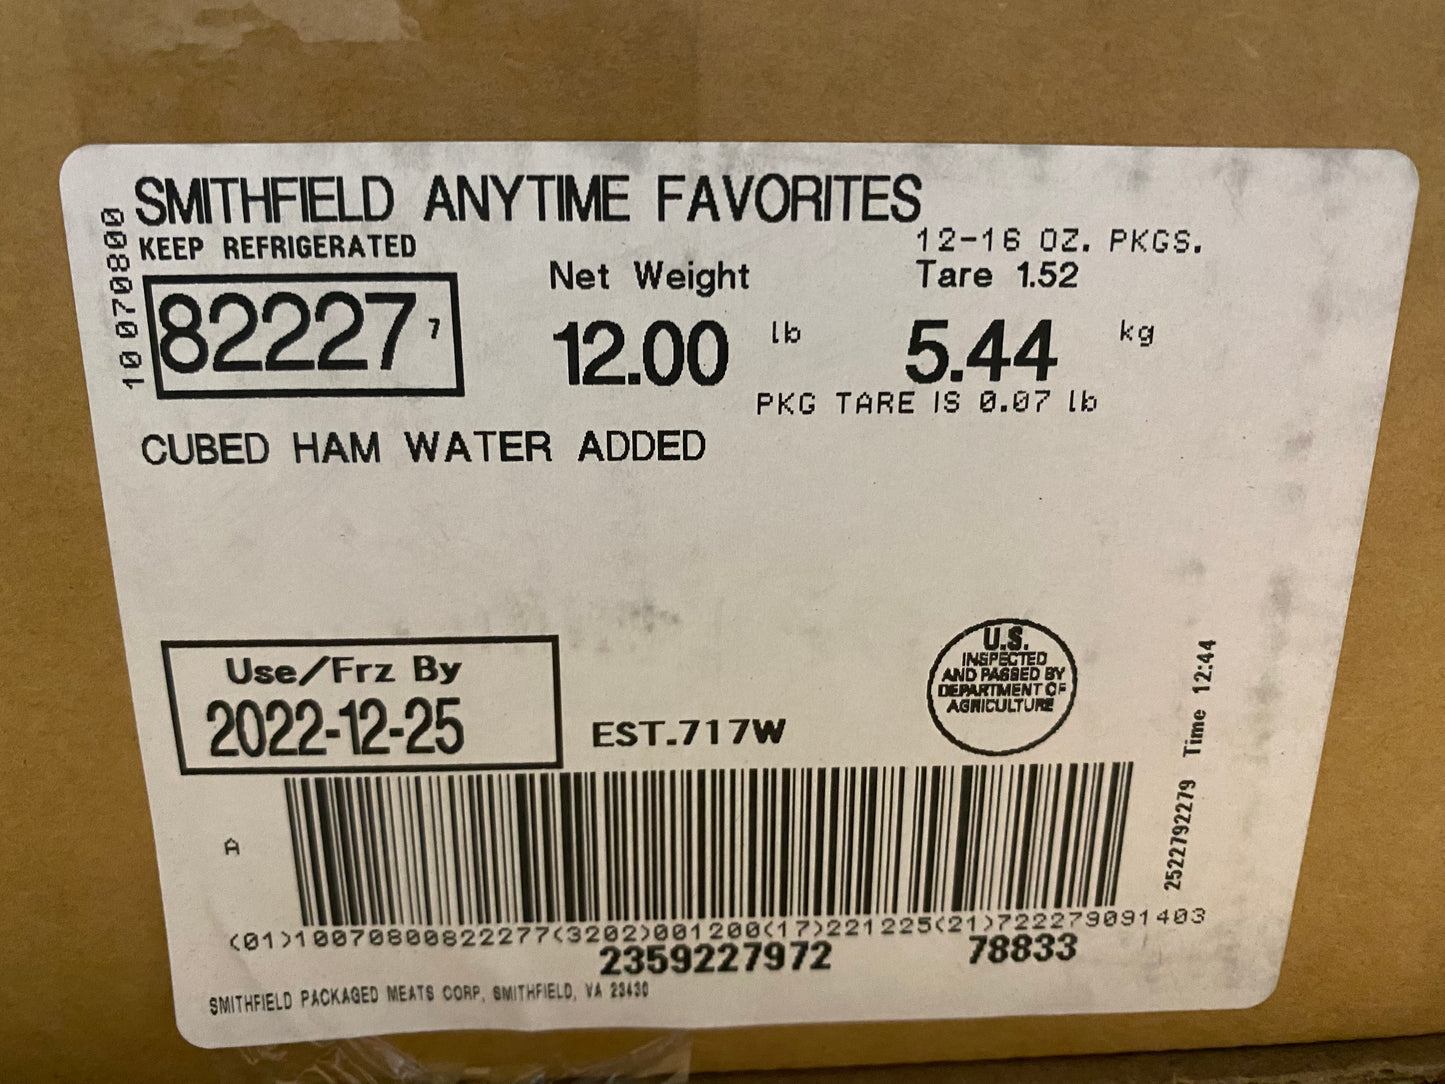 SMITHFIELD ANYTIME FAVORITES
KEEP REFRIGERATED
12-16 OZ. PKGS.
Net Weight
Tare 1.52
10070800
82227 7
12.00 lb
5.44 kg
PKG TARE IS 0.07 lb
CUBED HAM WATER ADDED
Use/Frz By
2022-12-25
EST.717W
U.S.
INSPECTED
AND PASSED BY
DEPARTMENT OF
AGRICULTURE
2522792279 Time 12:44
A
(01)10070800822277(3202)001200(17)221225(21)722279091403
2359227972
78833
SMITHFIELD PACKAGED MEATS CORP, SMITHFIELD, VA 23430